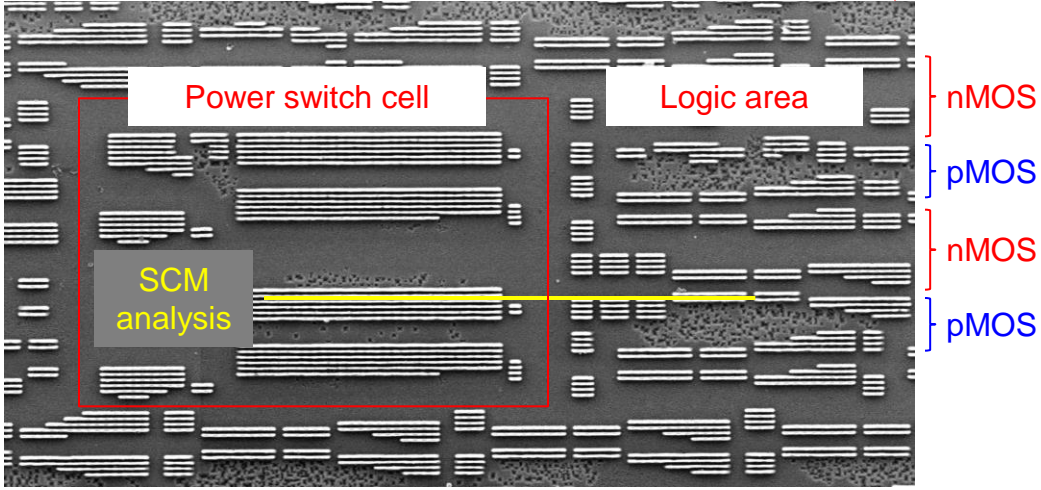 Power switch cell
Logic area
nMOS
pMOS
nMOS
SCM
analysis
pMOS